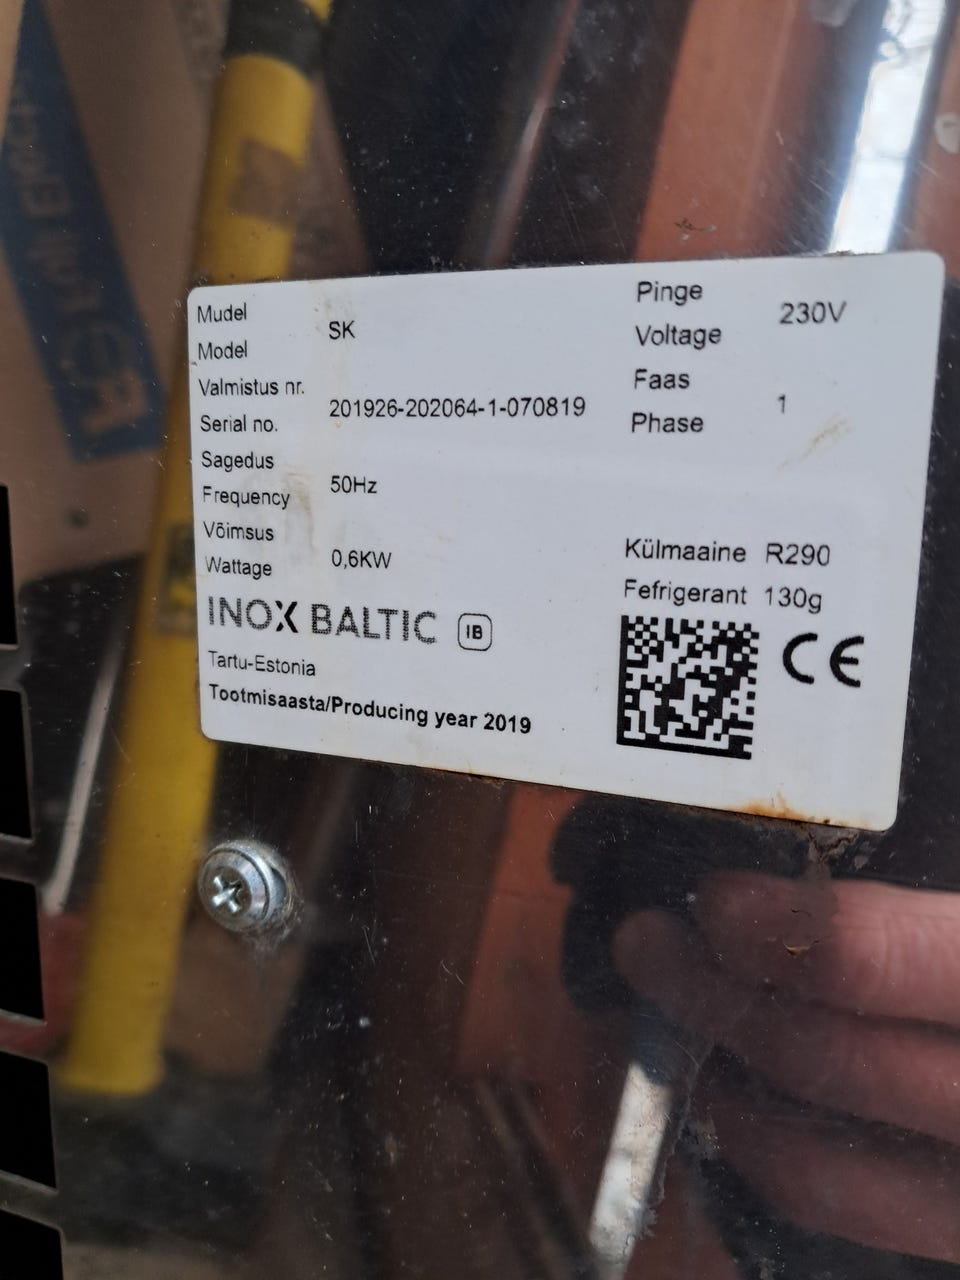 Mudel
Model
SK
Valmistus nr.
Serial no.
201926-202064-1-070819
Sagedus
Frequency
50Hz
Võimsus
Wattage
0,6KW
INOX BALTIC IB
Tartu-Estonia
Tootmisaasta/Producing year 2019
Pinge
Voltage
230V
Faas
Phase
1
Külmaaine R290
Fefrigerant 130g
CE